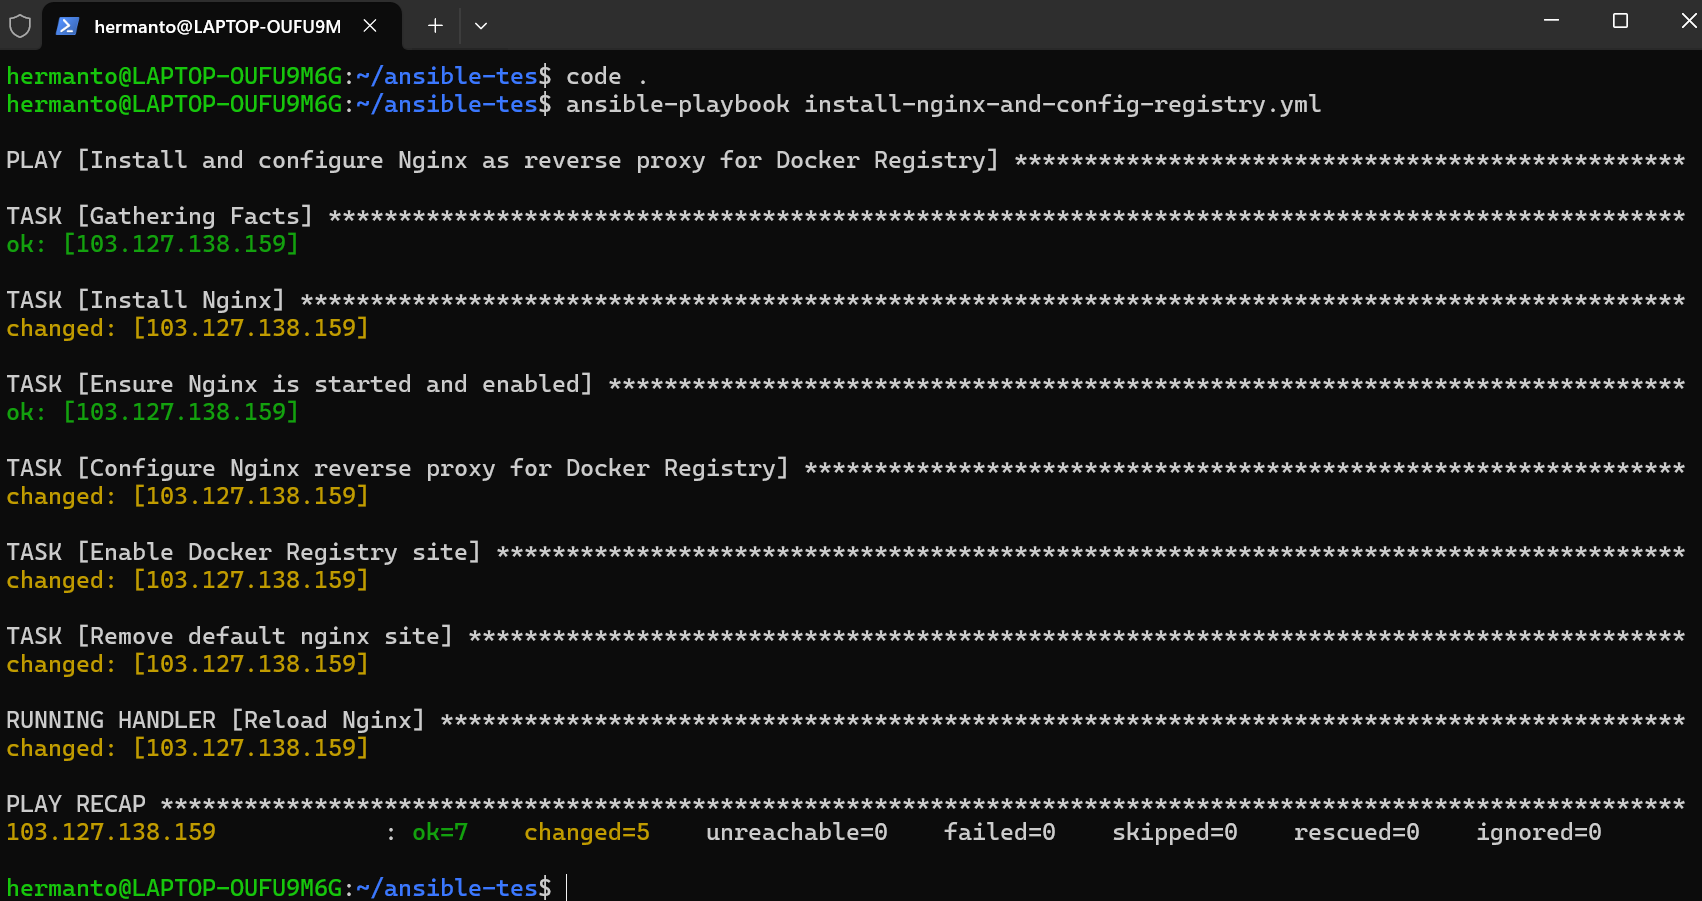 hermanto@LAPTOP-OUFU9M
hermanto@LAPTOP-OUFU9M6G:~/ansible-tes$ code .
hermanto@LAPTOP-OUFU9M6G:~/ansible-tes$ ansible-playbook install-nginx-and-config-registry.yml
PLAY [Install and configure Nginx as reverse proxy for Docker Registry] ************************************************
TASK [Gathering Facts] *************************************************************************************************
ok: [103.127.138.159]
TASK [Install Nginx] ***************************************************************************************************
changed: [103.127.138.159]
TASK [Ensure Nginx is started and enabled] *****************************************************************************
ok: [103.127.138.159]
TASK [Configure Nginx reverse proxy for Docker Registry] ***************************************************************
changed: [103.127.138.159]
TASK [Enable Docker Registry site] *************************************************************************************
changed: [103.127.138.159]
TASK [Remove default nginx site] ***************************************************************************************
changed: [103.127.138.159]
RUNNING HANDLER [Reload Nginx] *****************************************************************************************
changed: [103.127.138.159]
PLAY RECAP *************************************************************************************************************
103.127.138.159            : ok=7    changed=5    unreachable=0    failed=0    skipped=0    rescued=0    ignored=0
hermanto@LAPTOP-OUFU9M6G:~/ansible-tes$